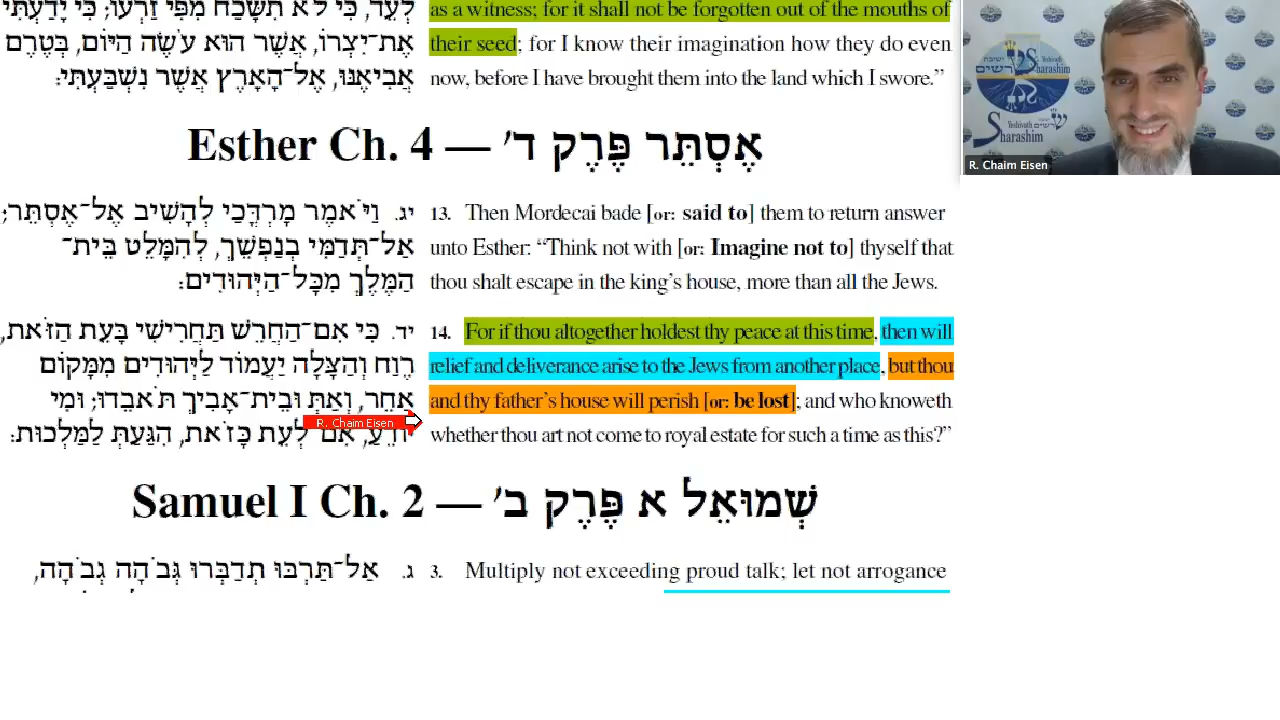 לְעֵד, כִּי לֹא תִשָּׁכַח מִפִּי זַרְעוֹ; כִּי יָדַעְתִּי
אֶת־יִצְרוֹ, אֲשֶׁר הוּא עֹשֶׂה הַיּוֹם, בְּטֶרֶם
אֲבִיאֶנּוּ, אֶל־הָאָרֶץ אֲשֶׁר נִשְׁבַּעְתִּי:
as a witness; for it shall not be forgotten out of the mouths of
their seed; for I know their imagination how they do even
now, before I have brought them into the land which I swore.”
Esther Ch. 4 — אֶסְתֵּר פֶּרֶק ד׳
יג. וַיֹּאמֶר מָרְדֳּכַי לְהָשִׁיב אֶל־אֶסְתֵּר;
אַל־תְּדַמִּי בְנַפְשֵׁךְ, לְהִמָּלֵט בֵּית־
הַמֶּלֶךְ מִכָּל־הַיְּהוּדִים:
13. Then Mordecai bade [or: said to] them to return answer
unto Esther: “Think not with [or: Imagine not to] thyself that
thou shalt escape in the king’s house, more than all the Jews.
יד. כִּי אִם־הַחֲרֵשׁ תַּחֲרִישִׁי בָּעֵת הַזֹּאת,
רֶוַח וְהַצָּלָה יַעֲמוֹד לַיְּהוּדִים מִמָּקוֹם
אַחֵר, וְאַתְּ וּבֵית־אָבִיךְ תֹּאבֵדוּ; וּמִי
יוֹדֵעַ, אִם לְעֵת כָּזֹאת, הִגַּעַתְּ לַמַּלְכוּת:
14. For if thou altogether holdest thy peace at this time, then will
relief and deliverance arise to the Jews from another place, but thou
and thy father’s house will perish [or: be lost]; and who knoweth
whether thou art not come to royal estate for such a time as this?”
R. Chaim Eisen
Samuel I Ch. 2 — שְׁמוּאֵל א פֶּרֶק ב׳
ג. אַל־תַּרְבּוּ תְדַבְּרוּ גְּבֹהָה גְבֹהָה,
3. Multiply not exceeding proud talk; let not arrogance
ישיבת
שרשים
Yeshivath
Sharashim
R. Chaim Eisen